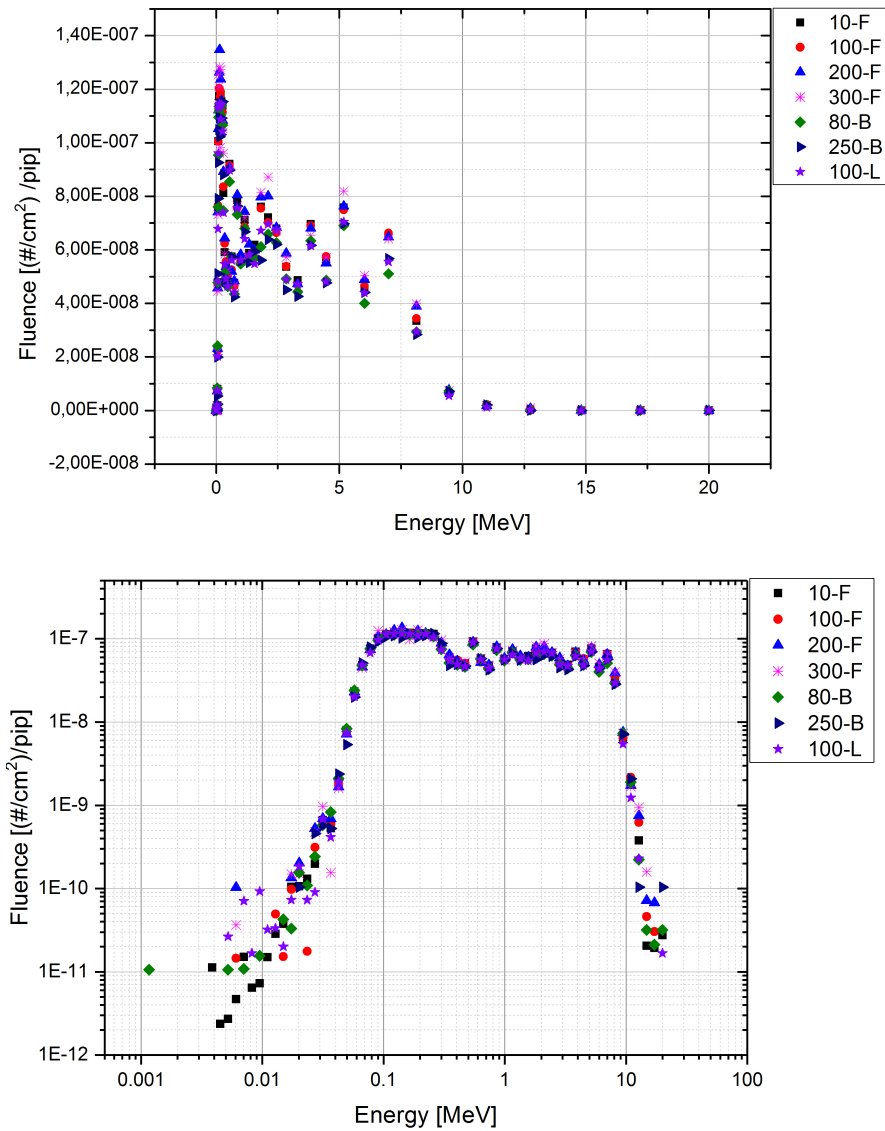 1,40E-007
1,20E-007
1,00E-007
8,00E-008
6,00E-008
4,00E-008
2,00E-008
0,00E+000
-2,00E-008
Fluence [(#/cm²) /pip]
0 5 10 15 20
Energy [MeV]
10-F
100-F
200-F
300-F
80-B
250-B
100-L
1E-7
1E-8
1E-9
1E-10
1E-11
1E-12
Fluence [(#/cm²)/pip]
0.001 0.01 0.1 1 10 100
Energy [MeV]
10-F
100-F
200-F
300-F
80-B
250-B
100-L